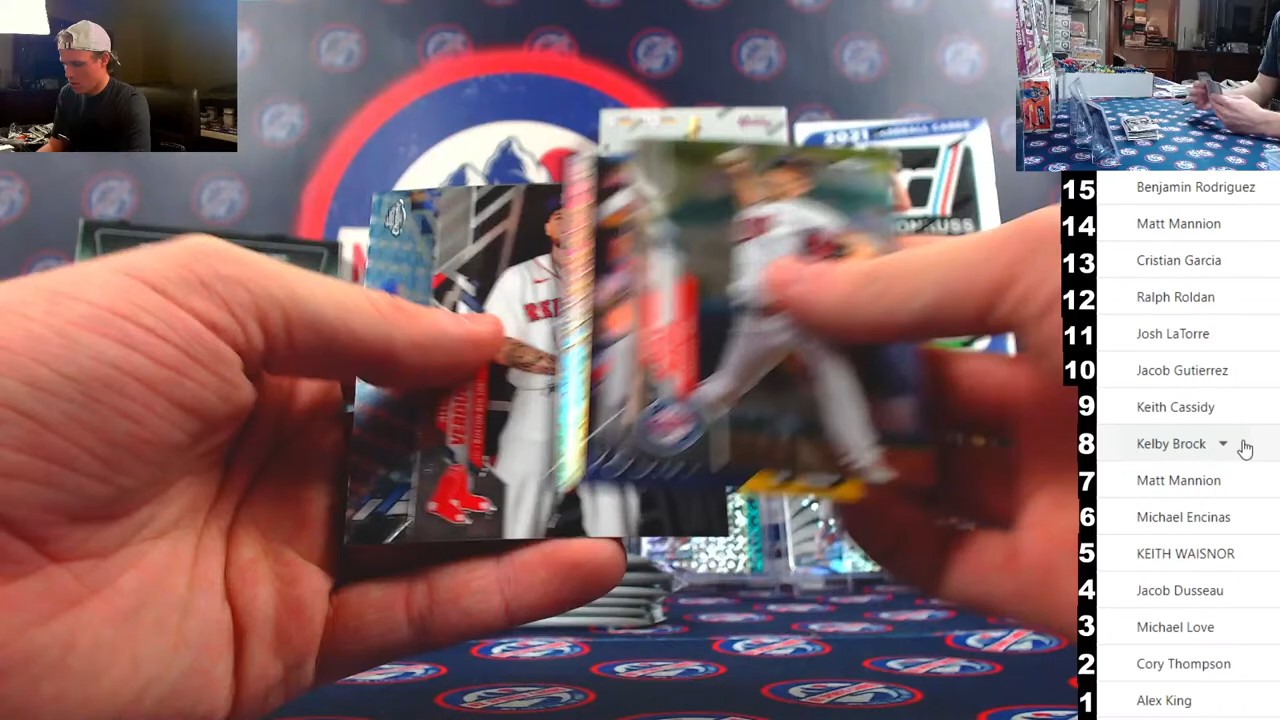 2021 BASEBALL CARDS
15 Benjamin Rodriguez
14 Matt Mannion
13 Cristian Garcia
12 Ralph Roldan
11 Josh LaTorre
10 Jacob Gutierrez
9 Keith Cassidy
8 Kelby Brock
7 Matt Mannion
6 Michael Encinas
5 KEITH WAISNOR
4 Jacob Dusseau
3 Michael Love
2 Cory Thompson
1 Alex King